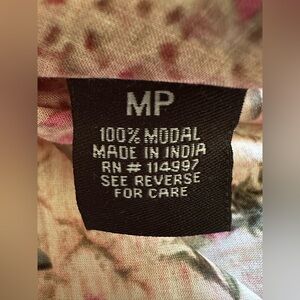 MP
100% MODAL
MADE IN INDIA
RN # 114997
SEE REVERSE
FOR CARE